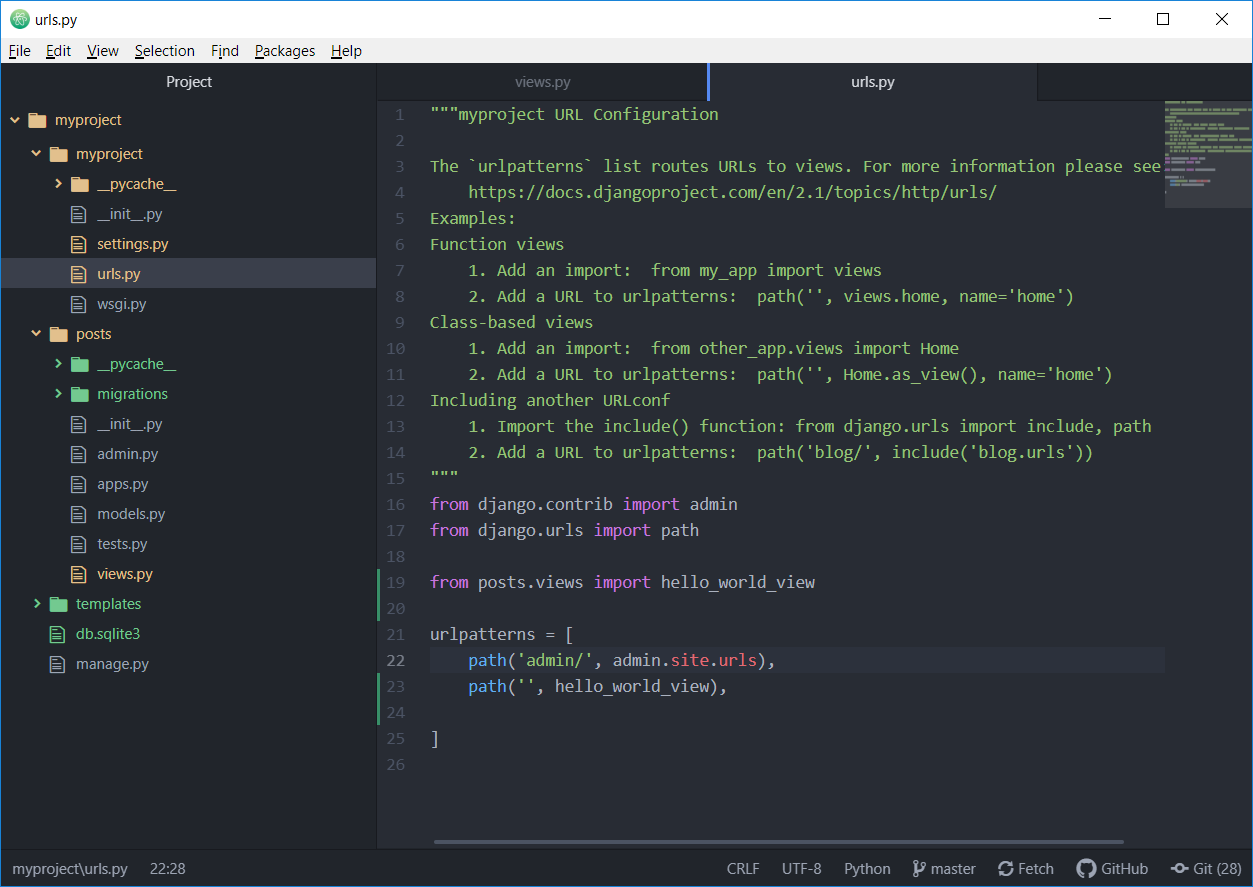 urls.py
File Edit View Selection Find Packages Help
Project
myproject
myproject
__pycache__
__init__.py
settings.py
urls.py
wsgi.py
posts
__pycache__
migrations
__init__.py
admin.py
apps.py
models.py
tests.py
views.py
templates
db.sqlite3
manage.py
views.py urls.py
1 """myproject URL Configuration
2
3 The `urlpatterns` list routes URLs to views. For more information please see
4     https://docs.djangoproject.com/en/2.1/topics/http/urls/
5 Examples:
6 Function views
7     1. Add an import:  from my_app import views
8     2. Add a URL to urlpatterns:  path('', views.home, name='home')
9 Class-based views
10     1. Add an import:  from other_app.views import Home
11     2. Add a URL to urlpatterns:  path('', Home.as_view(), name='home')
12 Including another URLconf
13     1. Import the include() function: from django.urls import include, path
14     2. Add a URL to urlpatterns:  path('blog/', include('blog.urls'))
15 """
16 from django.contrib import admin
17 from django.urls import path
18
19 from posts.views import hello_world_view
20
21 urlpatterns = [
22     path('admin/', admin.site.urls),
23     path('', hello_world_view),
24
25 ]
26
myproject\urls.py 22:28 CRLF UTF-8 Python master Fetch GitHub Git (28)